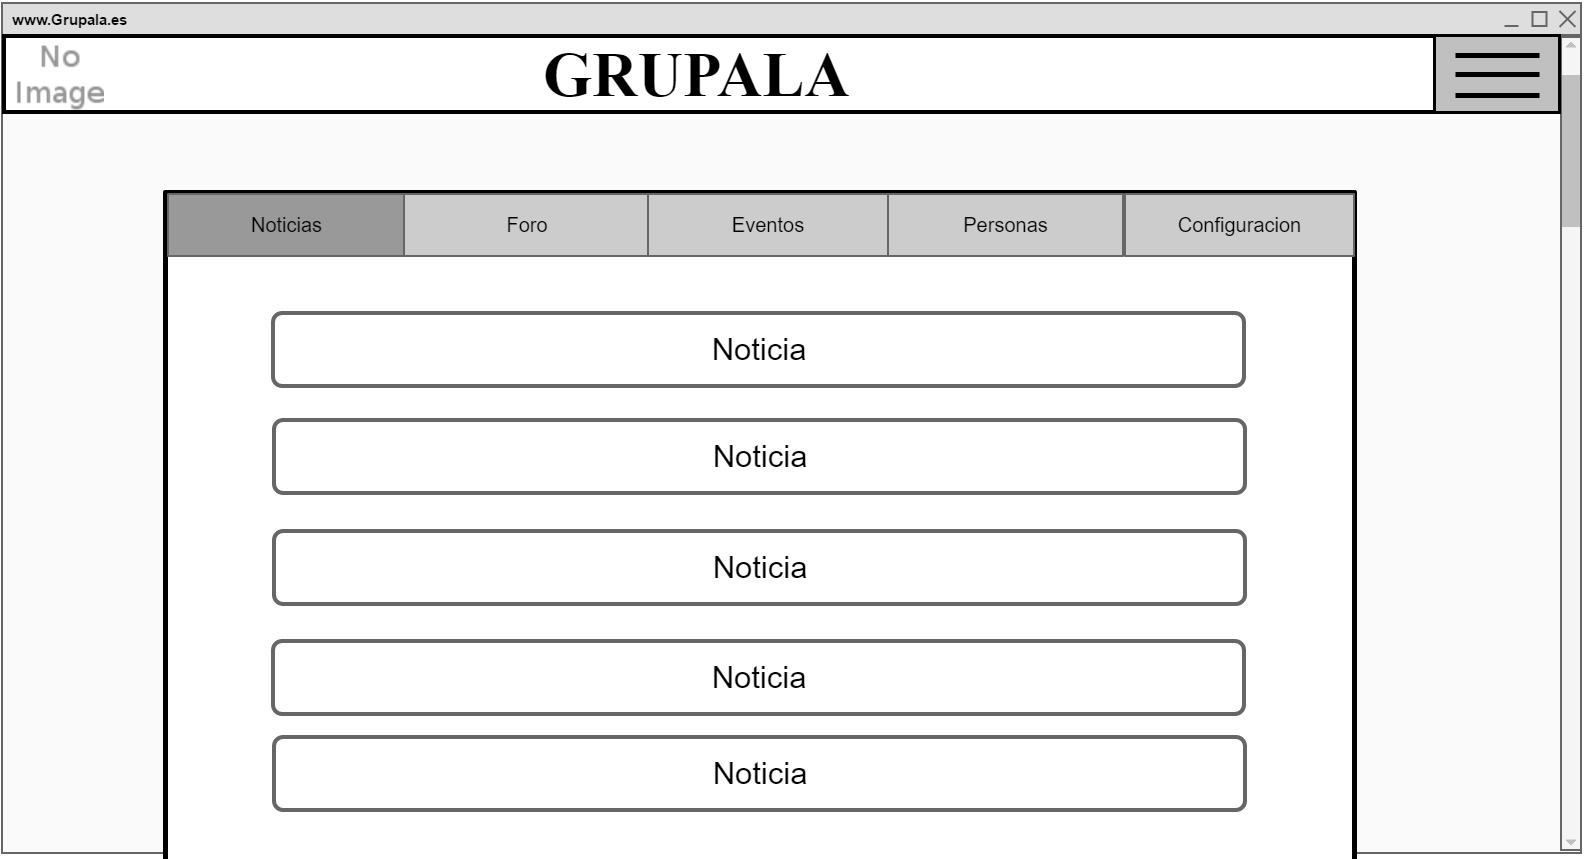 www.Grupala.es
No
Image
GRUPALA
Noticias
Foro
Eventos
Personas
Configuracion
Noticia
Noticia
Noticia
Noticia
Noticia